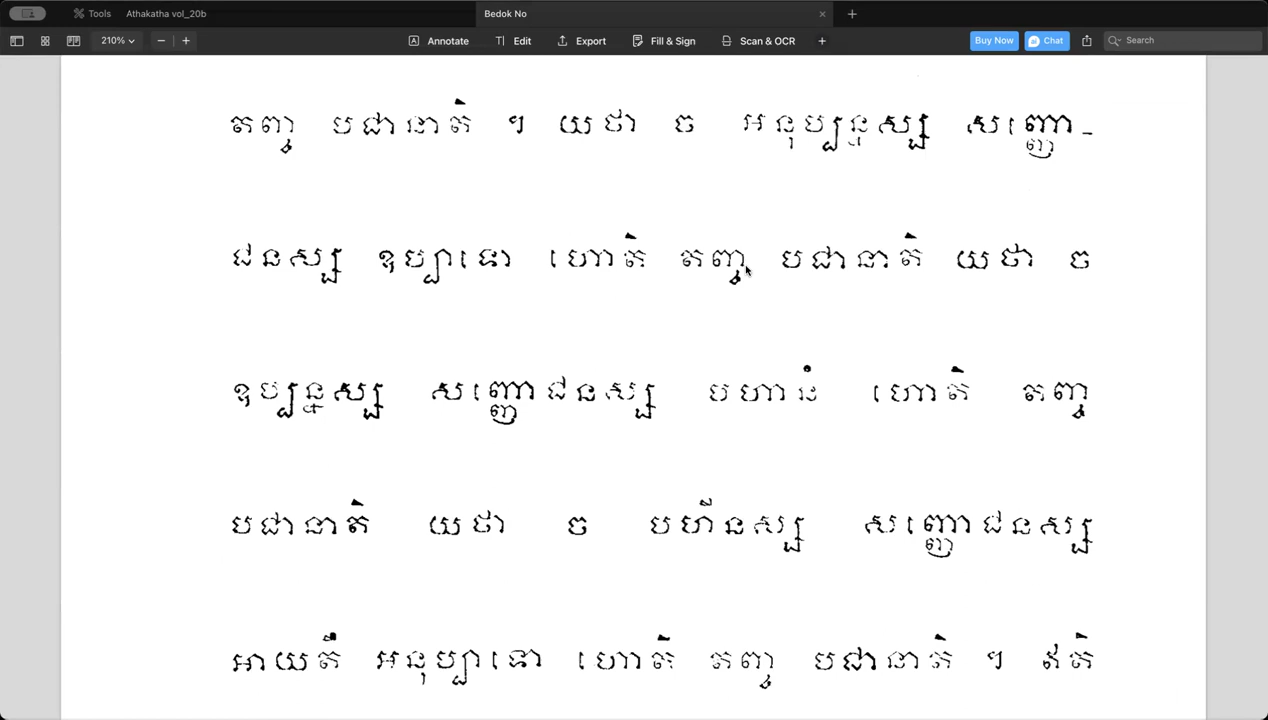 Tools
Athakatha vol_20b
Bedok No
210%
Annotate
Edit
Export
Fill & Sign
Scan & OCR
Buy Now
Chat
Search
តញ្ច បជានាតិ ។ យថា ច អនុប្បន្នស្ស សញ្ញោ-
ជនស្ស ឧប្បាទោ ហោតិ តញ្ច បជានាតិ យថា ច
ឧប្បន្នស្ស សញ្ញោជនស្ស បហានំ ហោតិ តញ្ច
បជានាតិ យថា ច បហីនស្ស សញ្ញោជនស្ស
អាយតឹ អនុប្បាទោ ហោតិ តញ្ច បជានាតិ ។ ឥតិ